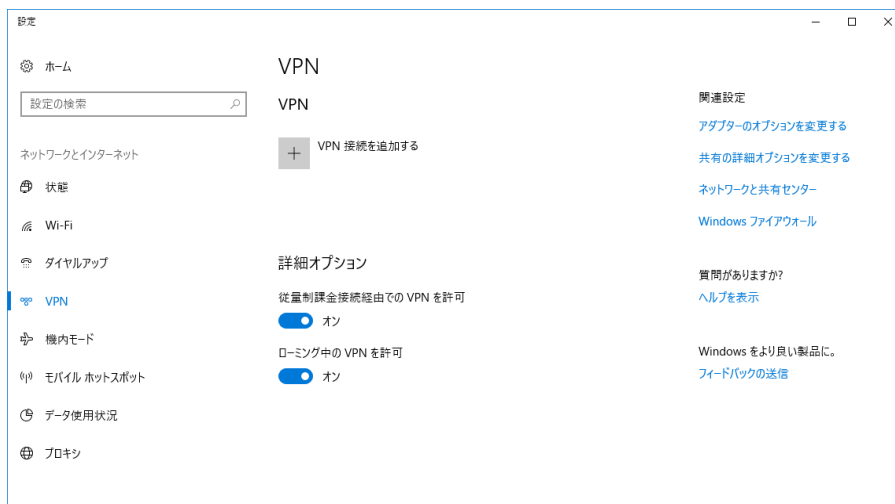 設定
ホーム
設定の検索
ネットワークとインターネット
状態
Wi-Fi
ダイヤルアップ
VPN
機内モード
モバイル ホットスポット
データ使用状況
プロキシ
VPN
VPN
VPN 接続を追加する
詳細オプション
従量制課金接続経由での VPN を許可
オン
ローミング中の VPN を許可
オン
関連設定
アダプターのオプションを変更する
共有の詳細オプションを変更する
ネットワークと共有センター
Windows ファイアウォール
質問がありますか?
ヘルプを表示
Windows をより良い製品に。
フィードバックの送信